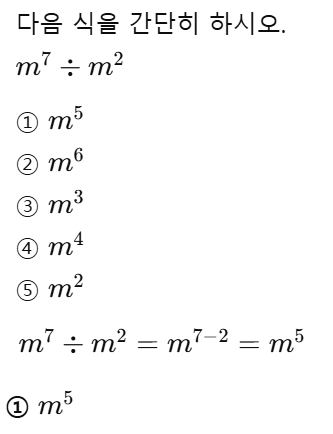 다음 식을 간단히 하시오.
m⁷ ÷ m²
① m⁵
② m⁶
③ m³
④ m⁴
⑤ m²
m⁷ ÷ m² = m⁷⁻² = m⁵
① m⁵